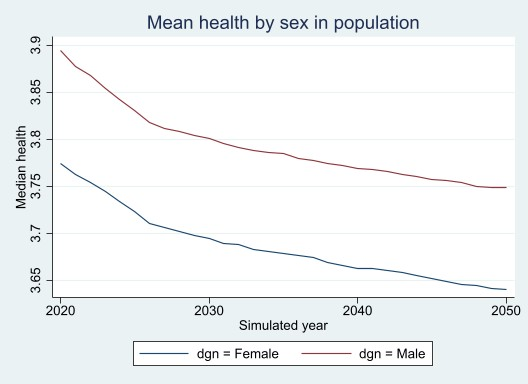 Mean health by sex in population
Median health
3.9
3.85
3.8
3.75
3.7
3.65
2020 2030 2040 2050
Simulated year
dgn = Female dgn = Male